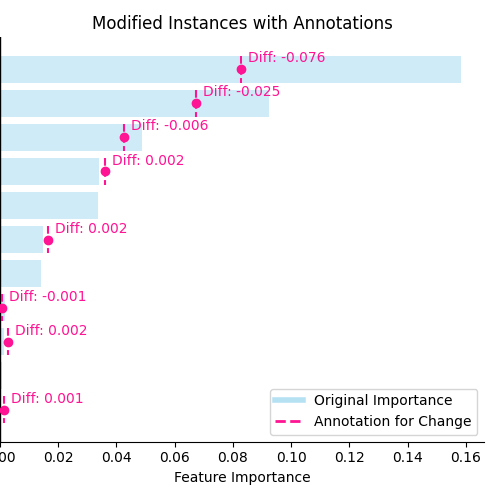 Modified Instances with Annotations
Diff: -0.076
Diff: -0.025
Diff: -0.006
Diff: 0.002
Diff: 0.002
Diff: -0.001
Diff: 0.002
Diff: 0.001
Original Importance
Annotation for Change
00 0.02 0.04 0.06 0.08 0.10 0.12 0.14 0.16
Feature Importance